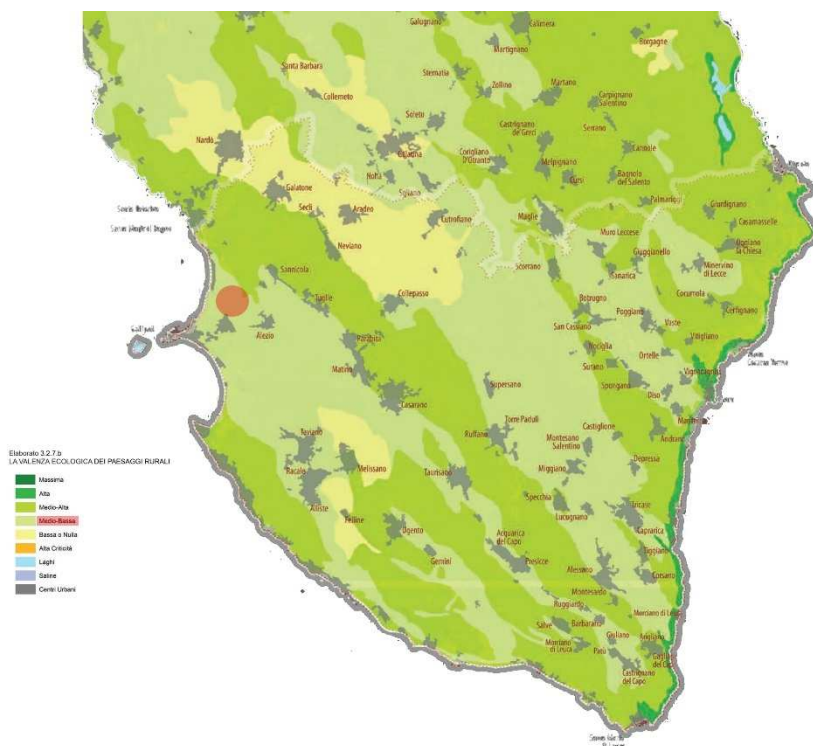 Galugnano
Calimera
Martignano
Borgagne
Santa Barbara
Sternatia
Collemeto
Zollino
Martano
Carpignano
Salentino
Soleto
Castrignano
de' Greci
Serrano
Nardò
Corigliano
D'Otranto
Melpignano
Cannole
Noha
Cursi
Bagnolo
del Salento
Galatone
Sogliano
Palmariggi
Secli
Aradeo
Cutrofiano
Maglie
Giurdignano
Casamasselle
Neviano
Muro Leccese
Uggiano
la Chiesa
Giuggianello
Scorrano
Sanarica
Minervino
di Lecce
Sannicola
Tuglie
Collepasso
Cocumola
Botrugno
Cerfignano
Poggiardo
San Cassiano
Vaste
Vitigliano
Alezio
Parabita
Nociglia
Ortelle
Matino
Surano
Vignacastrisi
Supersano
Spongano
Diso
Casarano
Torre Paduli
Castiglione
Taviano
Ruffano
Montesano
Salentino
Andrano
Racale
Melissano
Taurisano
Miggiano
Depressa
Specchia
Alliste
Lucugnano
Tricase
Felline
Ugento
Acquarica
del Capo
Caprarica
Gemini
Presicce
Tiggiano
Alessano
Corsano
Montesardo
Ruggiano
Salve
Barbarano
Giuliano
Arigliano
Morciano
di Leuca
Patù
Gagliano
del Capo
Castrignano
del Capo
Elaborato 3.2.7.b
LA VALENZA ECOLOGICA DEI PAESAGGI RURALI
Massima
Alta
Medio-Alta
Medio-Bassa
Bassa o Nulla
Alta Criticità
Laghi
Saline
Centri Urbani